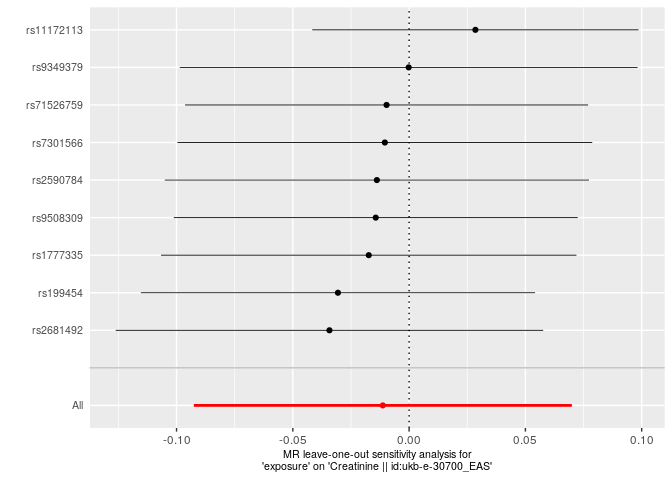 rs11172113
rs9349379
rs71526759
rs7301566
rs2590784
rs9508309
rs1777335
rs199454
rs2681492
All
-0.10 -0.05 0.00 0.05 0.10
MR leave-one-out sensitivity analysis for
'exposure' on 'Creatinine || id:ukb-e-30700_EAS'